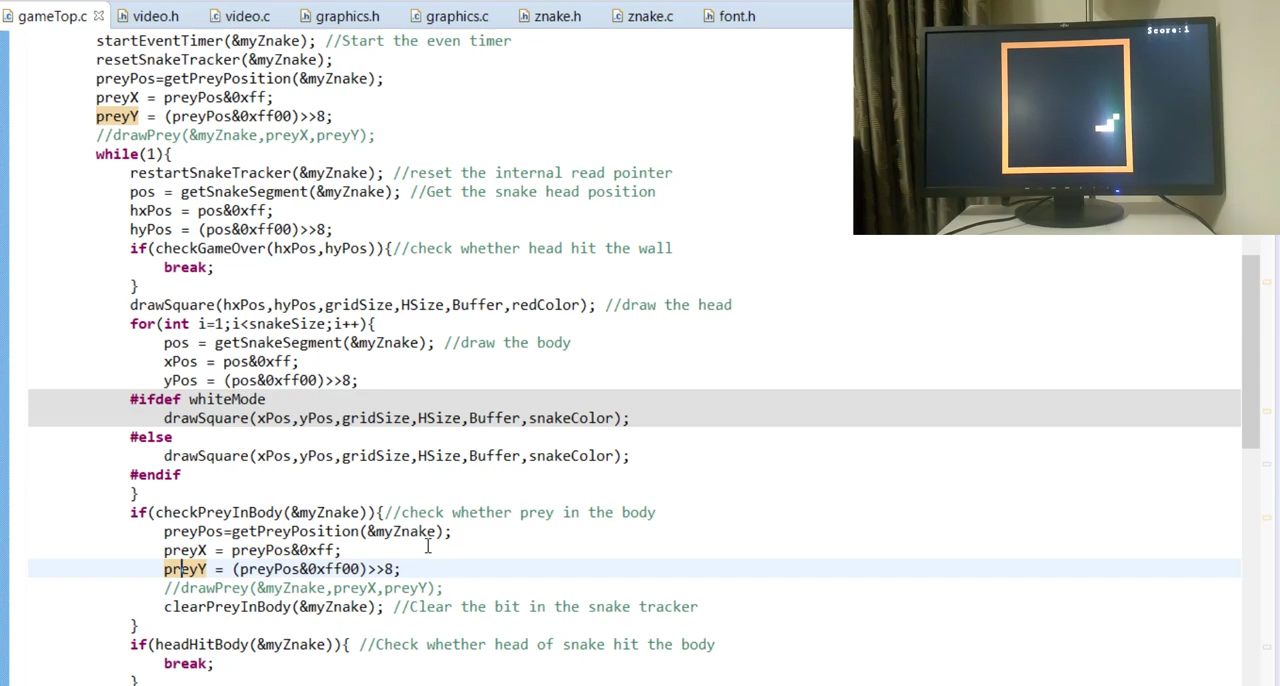 gameTop.c video.h video.c graphics.h graphics.c znake.h znake.c font.h
startEventTimer(&myZnake); //Start the even timer
resetSnakeTracker(&myZnake);
preyPos=getPreyPosition(&myZnake);
preyX = preyPos&0xff;
preyY = (preyPos&0xff00)>>8;
//drawPrey(&myZnake,preyX,preyY);
while(1){
restartSnakeTracker(&myZnake); //reset the internal read pointer
pos = getSnakeSegment(&myZnake); //Get the snake head position
hxPos = pos&0xff;
hyPos = (pos&0xff00)>>8;
if(checkGameOver(hxPos,hyPos)){//check whether head hit the wall
break;
}
drawSquare(hxPos,hyPos,gridSize,HSize,Buffer,redColor); //draw the head
for(int i=1;i<snakeSize;i++){
pos = getSnakeSegment(&myZnake); //draw the body
xPos = pos&0xff;
yPos = (pos&0xff00)>>8;
#ifdef whiteMode
drawSquare(xPos,yPos,gridSize,HSize,Buffer,snakeColor);
#else
drawSquare(xPos,yPos,gridSize,HSize,Buffer,snakeColor);
#endif
}
if(checkPreyInBody(&myZnake)){//check whether prey in the body
preyPos=getPreyPosition(&myZnake);
preyX = preyPos&0xff;
preyY = (preyPos&0xff00)>>8;
//drawPrey(&myZnake,preyX,preyY);
clearPreyInBody(&myZnake); //Clear the bit in the snake tracker
}
if(headHitBody(&myZnake)){ //Check whether head of snake hit the body
break;
}
Score:1